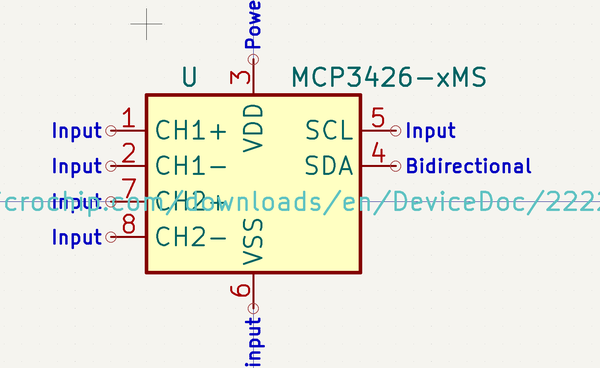 Powe
U
MCP3426-xMS
3
VDD
Input 1 CH1+
SCL 5 Input
Input 2 CH1-
SDA 4 Bidirectional
Input 7 CH2+
/crochip.com/downloads/en/DeviceDoc/2222
Input 8 CH2-
VSS
6
input